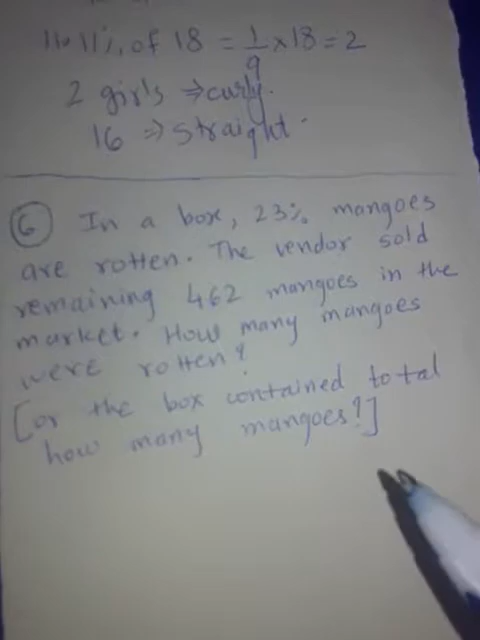 11% of 18 = 1/9 × 18 = 2
2 girls ⇒ curly.
16 ⇒ straight.
⑥ In a box, 23% mangoes
are rotten. The vendor sold
remaining 462 mangoes in the
market. How many mangoes
were rotten?
[or the box contained total
how many mangoes?]